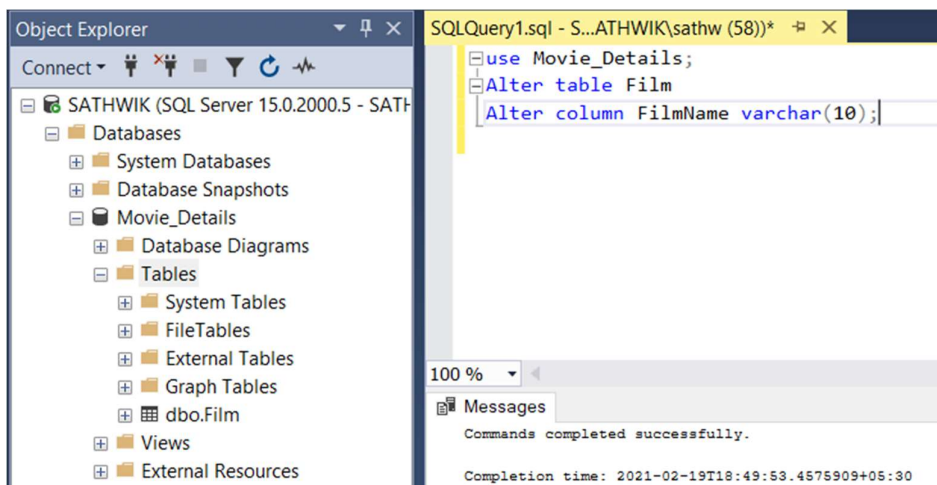 Object Explorer
Connect
SATHWIK (SQL Server 15.0.2000.5 - SATH
Databases
System Databases
Database Snapshots
Movie_Details
Database Diagrams
Tables
System Tables
FileTables
External Tables
Graph Tables
dbo.Film
Views
External Resources
SQLQuery1.sql - S...ATHWIK\sathw (58))*
use Movie_Details;
Alter table Film
Alter column FilmName varchar(10);
100 %
Messages
Commands completed successfully.
Completion time: 2021-02-19T18:49:53.4575909+05:30